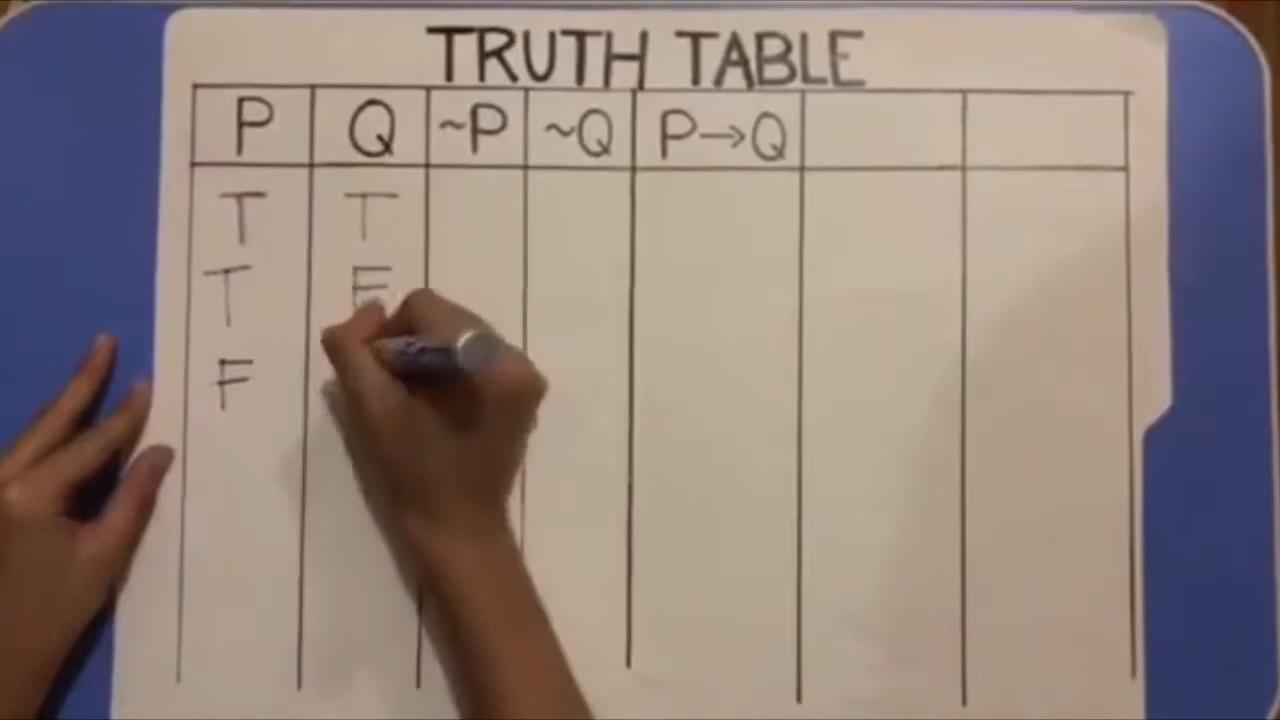 TRUTH TABLE
P Q ~P ~Q P→Q
T T
T F
F